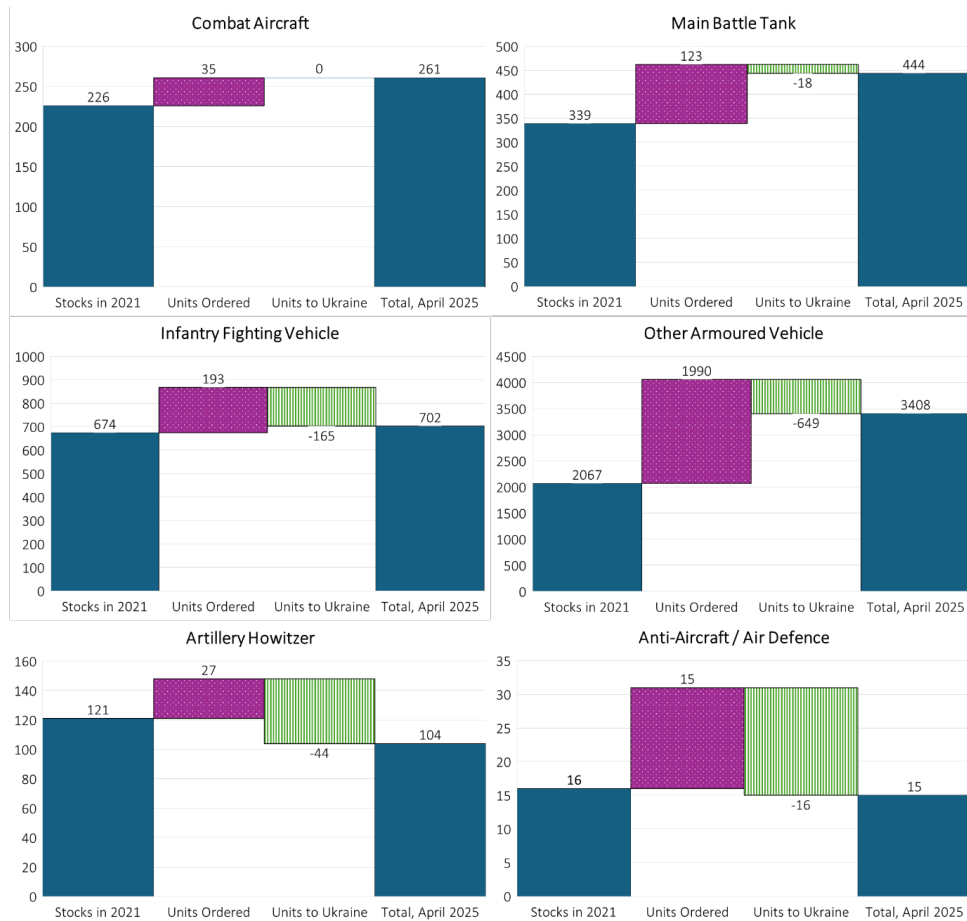 Combat Aircraft
300
250
200
150
100
50
0
226
35
0
261
Stocks in 2021
Units Ordered
Units to Ukraine
Total, April 2025
Main Battle Tank
500
450
400
350
300
250
200
150
100
50
0
339
123
-18
444
Stocks in 2021
Units Ordered
Units to Ukraine
Total, April 2025
Infantry Fighting Vehicle
1000
900
800
700
600
500
400
300
200
100
0
674
193
-165
702
Stocks in 2021
Units Ordered
Units to Ukraine
Total, April 2025
Other Armoured Vehicle
4500
4000
3500
3000
2500
2000
1500
1000
500
0
2067
1990
-649
3408
Stocks in 2021
Units Ordered
Units to Ukraine
Total, April 2025
Artillery Howitzer
160
140
120
100
80
60
40
20
0
121
27
-44
104
Stocks in 2021
Units Ordered
Units to Ukraine
Total, April 2025
Anti-Aircraft / Air Defence
35
30
25
20
15
10
5
0
16
15
-16
15
Stocks in 2021
Units Ordered
Units to Ukraine
Total, April 2025